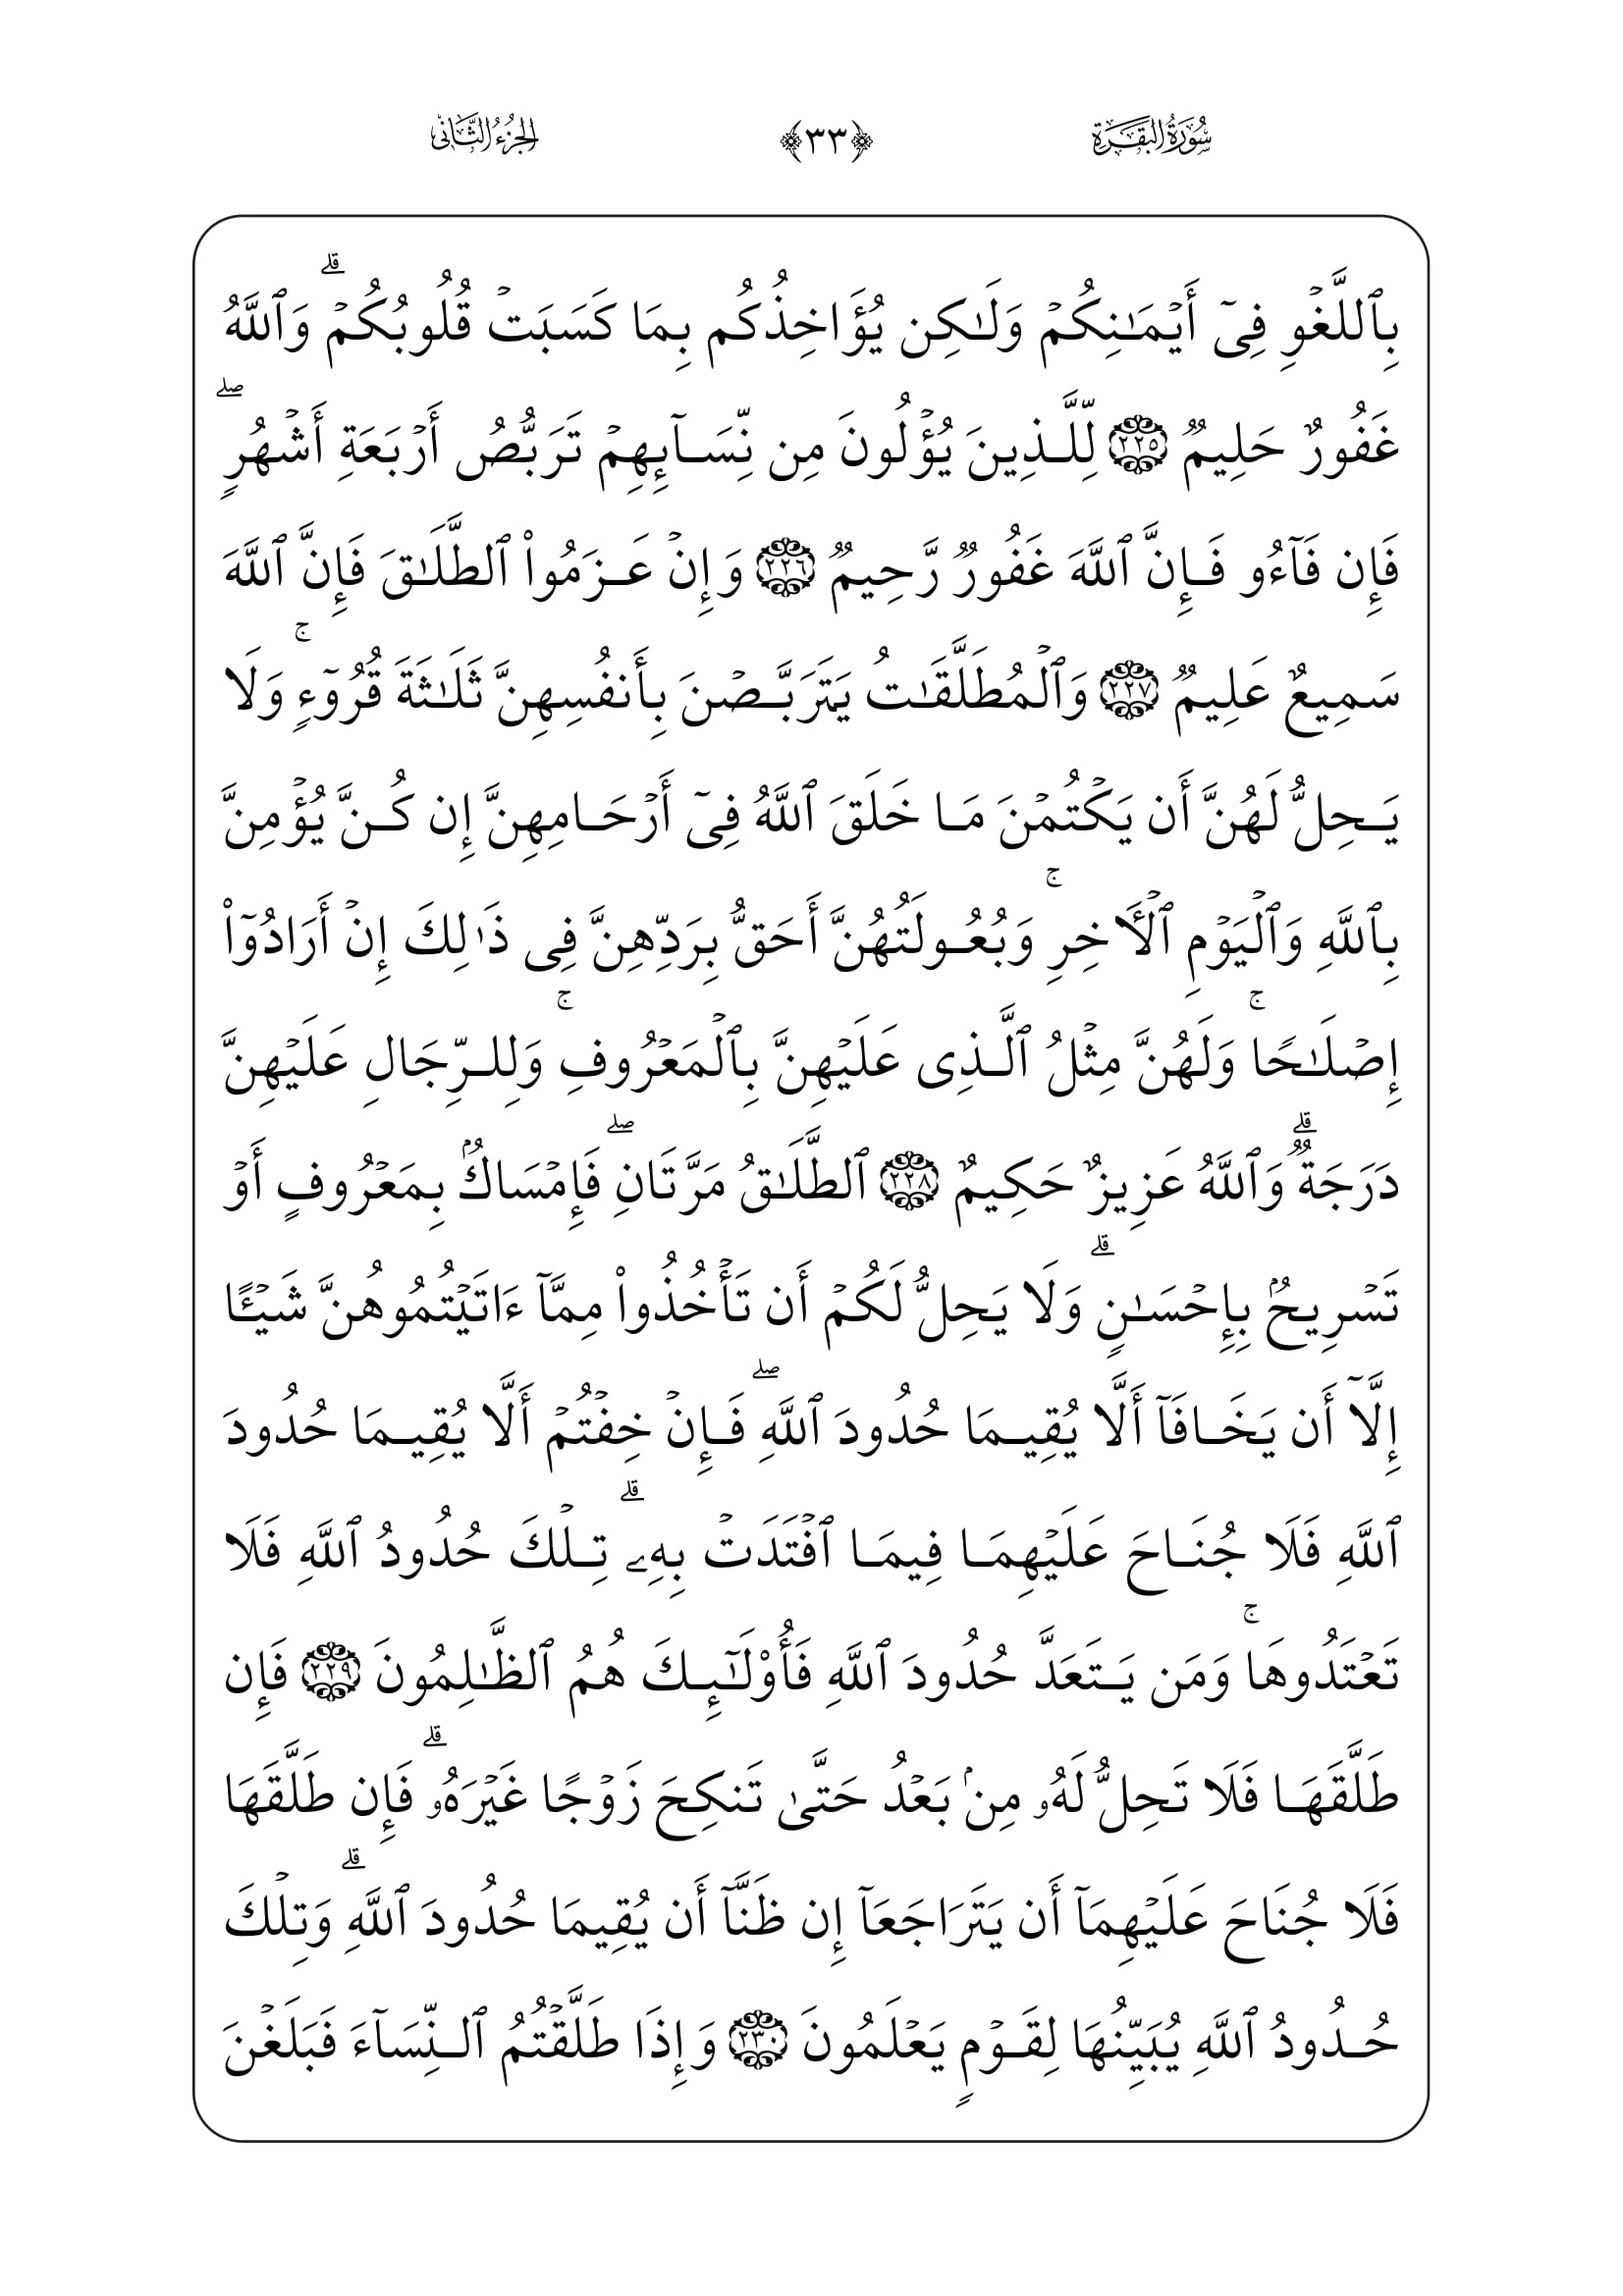 سُورَةُ البَقَرَةِ ﴿٣٣﴾ الجُزْءُ الثَّانِي
بِٱللَّغْوِ فِىٓ أَيْمَـٰنِكُمْ وَلَـٰكِن يُؤَاخِذُكُم بِمَا كَسَبَتْ قُلُوبُكُمْ ۗ وَٱللَّهُ
غَفُورٌ حَلِيمٌ ٢٢٥ لِّلَّذِينَ يُؤْلُونَ مِن نِّسَآئِهِمْ تَرَبُّصُ أَرْبَعَةِ أَشْهُرٍ ۖ
فَإِن فَآءُو فَإِنَّ ٱللَّهَ غَفُورٌ رَّحِيمٌ ٢٢٦ وَإِنْ عَزَمُوا۟ ٱلطَّلَـٰقَ فَإِنَّ ٱللَّهَ
سَمِيعٌ عَلِيمٌ ٢٢٧ وَٱلْمُطَلَّقَـٰتُ يَتَرَبَّصْنَ بِأَنفُسِهِنَّ ثَلَـٰثَةَ قُرُوٓءٍ ۚ وَلَا
يَحِلُّ لَهُنَّ أَن يَكْتُمْنَ مَا خَلَقَ ٱللَّهُ فِىٓ أَرْحَامِهِنَّ إِن كُنَّ يُؤْمِنَّ
بِٱللَّهِ وَٱلْيَوْمِ ٱلْـَٔاخِرِ ۚ وَبُعُولَتُهُنَّ أَحَقُّ بِرَدِّهِنَّ فِى ذَٰلِكَ إِنْ أَرَادُوٓا۟
إِصْلَـٰحًا ۚ وَلَهُنَّ مِثْلُ ٱلَّذِى عَلَيْهِنَّ بِٱلْمَعْرُوفِ ۚ وَلِلرِّجَالِ عَلَيْهِنَّ
دَرَجَةٌ ۗ وَٱللَّهُ عَزِيزٌ حَكِيمٌ ٢٢٨ ٱلطَّلَـٰقُ مَرَّتَانِ ۖ فَإِمْسَاكٌۢ بِمَعْرُوفٍ أَوْ
تَسْرِيحٌۢ بِإِحْسَـٰنٍ ۗ وَلَا يَحِلُّ لَكُمْ أَن تَأْخُذُوا۟ مِمَّآ ءَاتَيْتُمُوهُنَّ شَيْـًٔا
إِلَّآ أَن يَخَافَآ أَلَّا يُقِيمَا حُدُودَ ٱللَّهِ ۖ فَإِنْ خِفْتُمْ أَلَّا يُقِيمَا حُدُودَ
ٱللَّهِ فَلَا جُنَاحَ عَلَيْهِمَا فِيمَا ٱفْتَدَتْ بِهِۦ ۗ تِلْكَ حُدُودُ ٱللَّهِ فَلَا
تَعْتَدُوهَا ۚ وَمَن يَتَعَدَّ حُدُودَ ٱللَّهِ فَأُو۟لَـٰٓئِكَ هُمُ ٱلظَّـٰلِمُونَ ٢٢٩ فَإِن
طَلَّقَهَا فَلَا تَحِلُّ لَهُۥ مِنۢ بَعْدُ حَتَّىٰ تَنكِحَ زَوْجًا غَيْرَهُۥ ۗ فَإِن طَلَّقَهَا
فَلَا جُنَاحَ عَلَيْهِمَآ أَن يَتَرَاجَعَآ إِن ظَنَّآ أَن يُقِيمَا حُدُودَ ٱللَّهِ ۗ وَتِلْكَ
حُدُودُ ٱللَّهِ يُبَيِّنُهَا لِقَوْمٍ يَعْلَمُونَ ٢٣٠ وَإِذَا طَلَّقْتُمُ ٱلنِّسَآءَ فَبَلَغْنَ